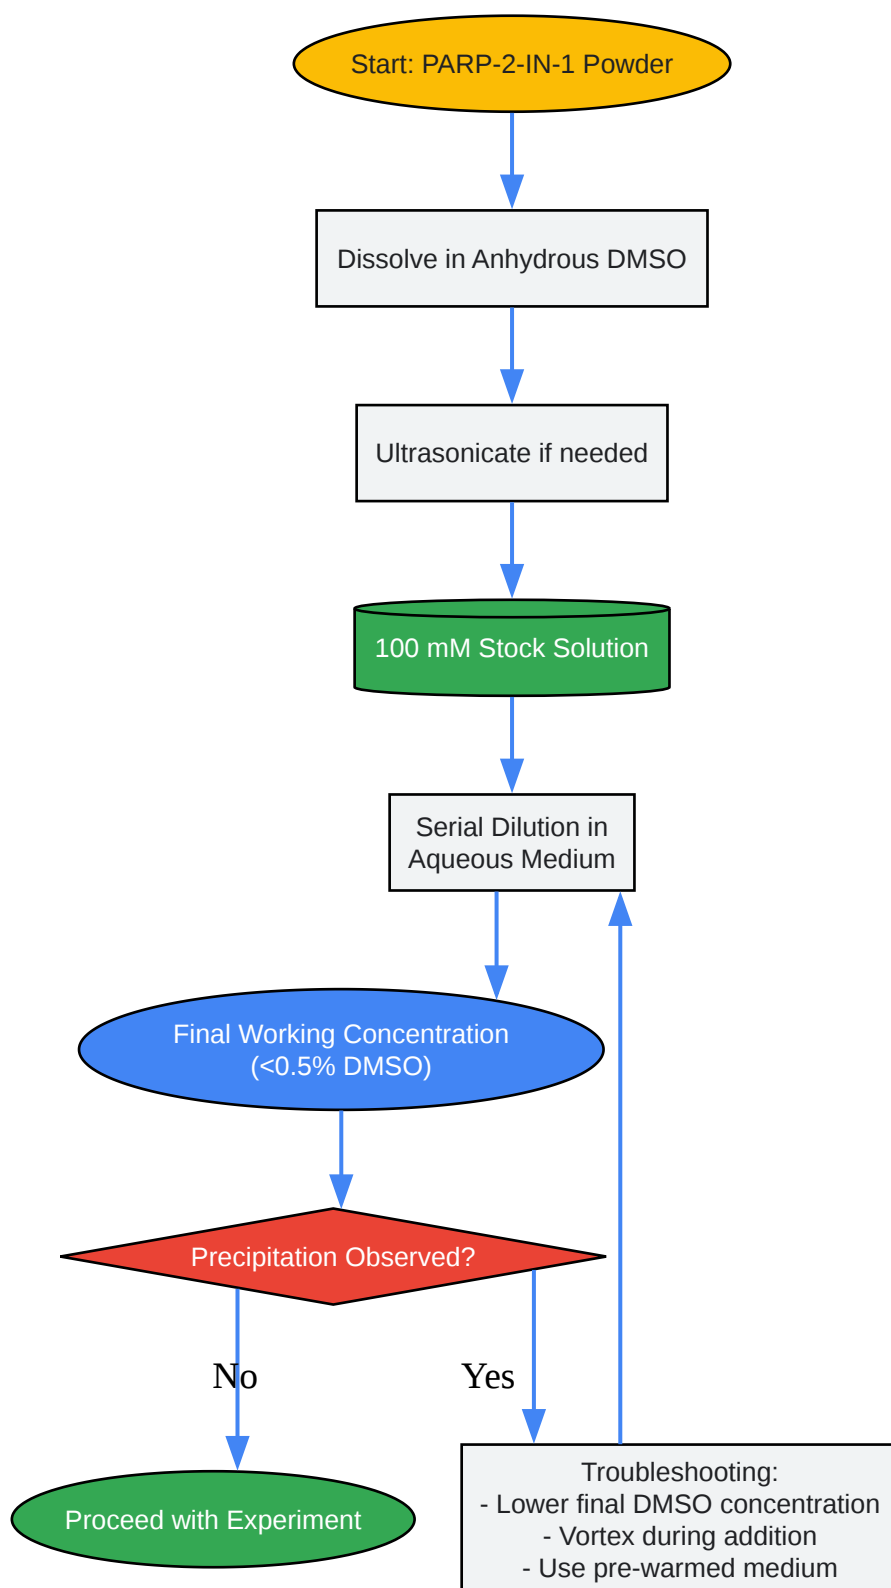 Start: PARP-2-IN-1 Powder
Dissolve in Anhydrous DMSO
Ultrasonicate if needed
100 mM Stock Solution
Serial Dilution in
Aqueous Medium
Final Working Concentration
(<0.5% DMSO)
Precipitation Observed?
No
Yes
Proceed with Experiment
Troubleshooting:
- Lower final DMSO concentration
- Vortex during addition
- Use pre-warmed medium